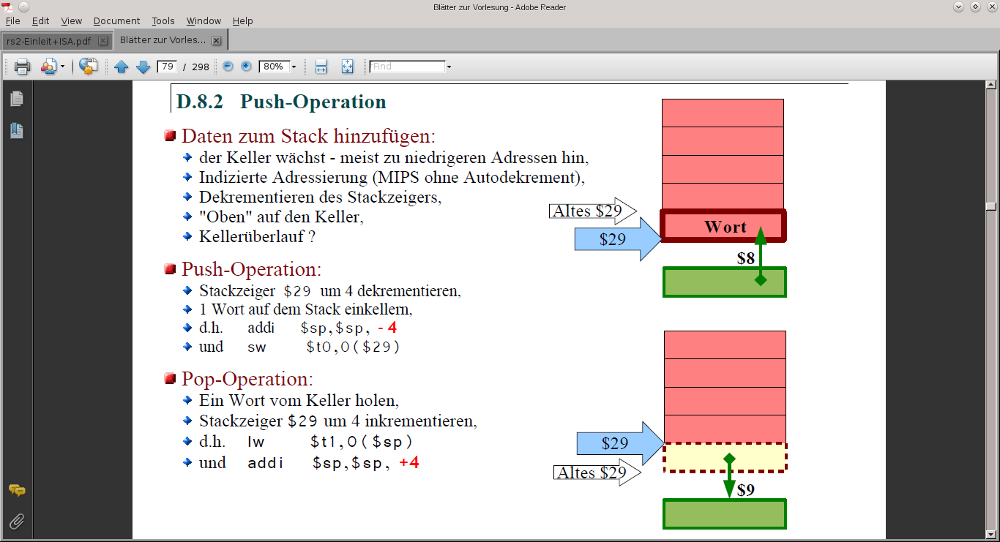 Blätter zur Vorlesung - Adobe Reader
File Edit View Document Tools Window Help
rs2-Einleit+ISA.pdf Blätter zur Vorles...
79 / 298 80% Find
D.8.2 Push-Operation
Daten zum Stack hinzufügen:
der Keller wächst - meist zu niedrigeren Adressen hin,
Indizierte Adressierung (MIPS ohne Autodekrement),
Dekrementieren des Stackzeigers,
"Oben" auf den Keller,
Kellerüberlauf ?
Altes $29
Wort
$29
$8
Push-Operation:
Stackzeiger $29 um 4 dekrementieren,
1 Wort auf dem Stack einkellern,
d.h. addi $sp,$sp, - 4
und sw $t0,0($29)
Pop-Operation:
Ein Wort vom Keller holen,
Stackzeiger $29 um 4 inkrementieren,
d.h. lw $t1,0($sp)
und addi $sp,$sp, +4
$29
Altes $29
$9